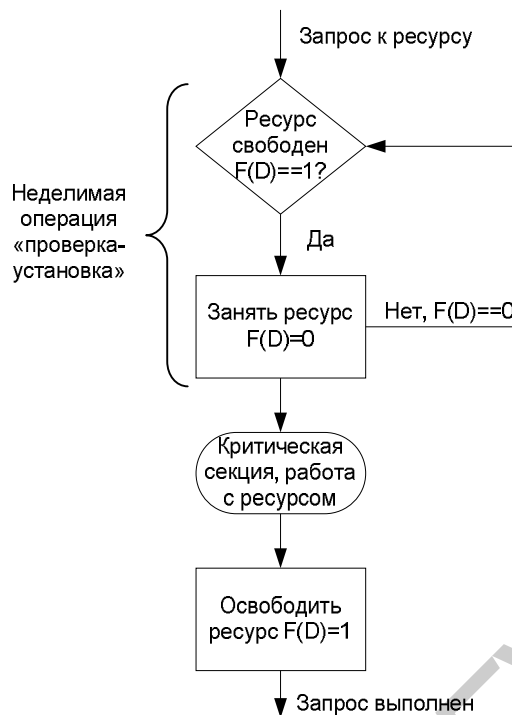 Запрос к ресурсу
Ресурс
свободен
F(D)==1?
Неделимая
операция
«проверка-
установка»
Да
Занять ресурс
F(D)=0
Нет, F(D)==0
Критическая
секция, работа
с ресурсом
Освободить
ресурс F(D)=1
Запрос выполнен